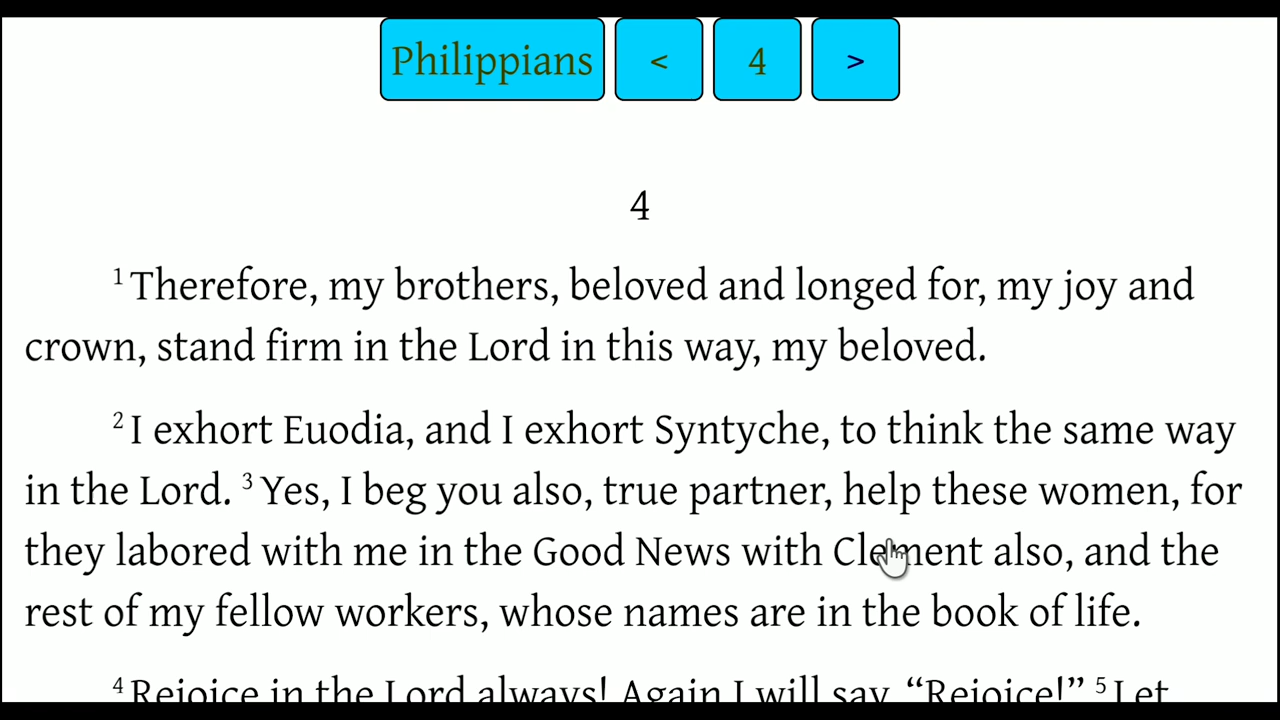 Philippians < 4 >
4
1 Therefore, my brothers, beloved and longed for, my joy and
crown, stand firm in the Lord in this way, my beloved.
2 I exhort Euodia, and I exhort Syntyche, to think the same way
in the Lord. 3 Yes, I beg you also, true partner, help these women, for
they labored with me in the Good News with Clement also, and the
rest of my fellow workers, whose names are in the book of life.
4 Rejoice in the Lord always! Again I will say, “Rejoice!” 5 Let